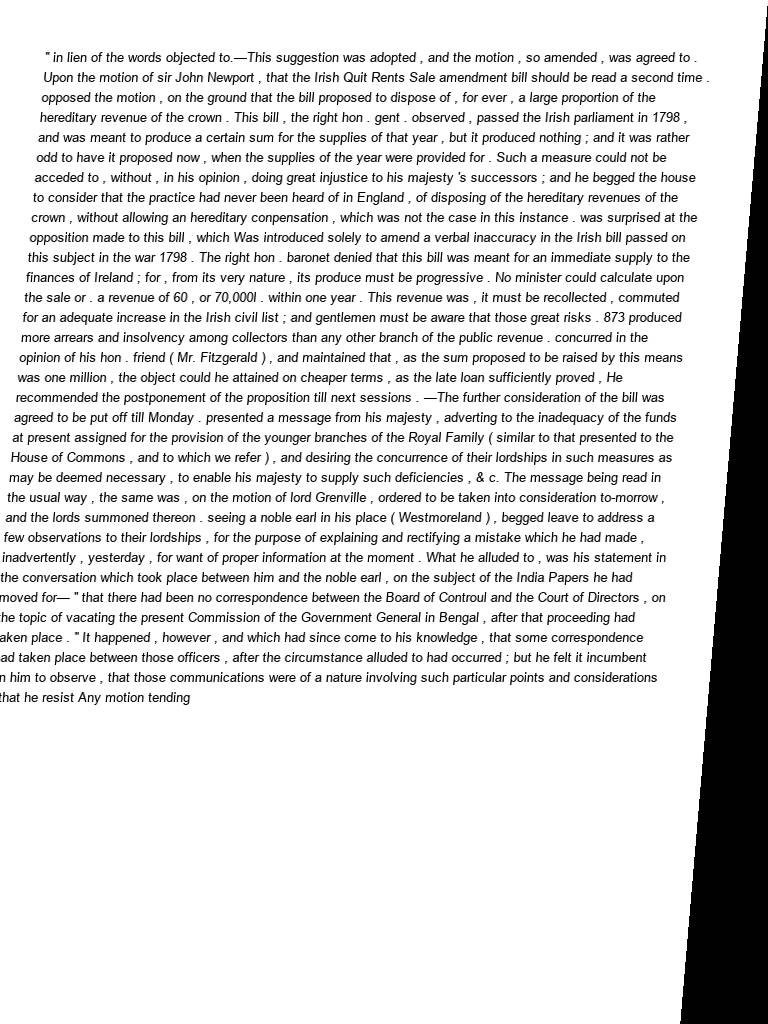 " in lien of the words objected to.—This suggestion was adopted , and the motion , so amended , was agreed to .
Upon the motion of sir John Newport , that the Irish Quit Rents Sale amendment bill should be read a second time .
opposed the motion , on the ground that the bill proposed to dispose of , for ever , a large proportion of the
hereditary revenue of the crown . This bill , the right hon . gent . observed , passed the Irish parliament in 1798 ,
and was meant to produce a certain sum for the supplies of that year , but it produced nothing ; and it was rather
odd to have it proposed now , when the supplies of the year were provided for . Such a measure could not be
acceded to , without , in his opinion , doing great injustice to his majesty 's successors ; and he begged the house
to consider that the practice had never been heard of in England , of disposing of the hereditary revenues of the
crown , without allowing an hereditary conpensation , which was not the case in this instance . was surprised at the
opposition made to this bill , which Was introduced solely to amend a verbal inaccuracy in the Irish bill passed on
this subject in the war 1798 . The right hon . baronet denied that this bill was meant for an immediate supply to the
finances of Ireland ; for , from its very nature , its produce must be progressive . No minister could calculate upon
the sale or . a revenue of 60 , or 70,000l . within one year . This revenue was , it must be recollected , commuted
for an adequate increase in the Irish civil list ; and gentlemen must be aware that those great risks . 873 produced
more arrears and insolvency among collectors than any other branch of the public revenue . concurred in the
opinion of his hon . friend ( Mr. Fitzgerald ) , and maintained that , as the sum proposed to be raised by this means
was one million , the object could he attained on cheaper terms , as the late loan sufficiently proved , He
recommended the postponement of the proposition till next sessions . —The further consideration of the bill was
agreed to be put off till Monday . presented a message from his majesty , adverting to the inadequacy of the funds
at present assigned for the provision of the younger branches of the Royal Family ( similar to that presented to the
House of Commons , and to which we refer ) , and desiring the concurrence of their lordships in such measures as
may be deemed necessary , to enable his majesty to supply such deficiencies , & c. The message being read in
the usual way , the same was , on the motion of lord Grenville , ordered to be taken into consideration to-morrow ,
and the lords summoned thereon . seeing a noble earl in his place ( Westmoreland ) , begged leave to address a
few observations to their lordships , for the purpose of explaining and rectifying a mistake which he had made ,
inadvertently , yesterday , for want of proper information at the moment . What he alluded to , was his statement in
the conversation which took place between him and the noble earl , on the subject of the India Papers he had
moved for— " that there had been no correspondence between the Board of Controul and the Court of Directors , on
the topic of vacating the present Commission of the Government General in Bengal , after that proceeding had
aken place . " It happened , however , and which had since come to his knowledge , that some correspondence
ad taken place between those officers , after the circumstance alluded to had occurred ; but he felt it incumbent
n him to observe , that those communications were of a nature involving such particular points and considerations
that he resist Any motion tending